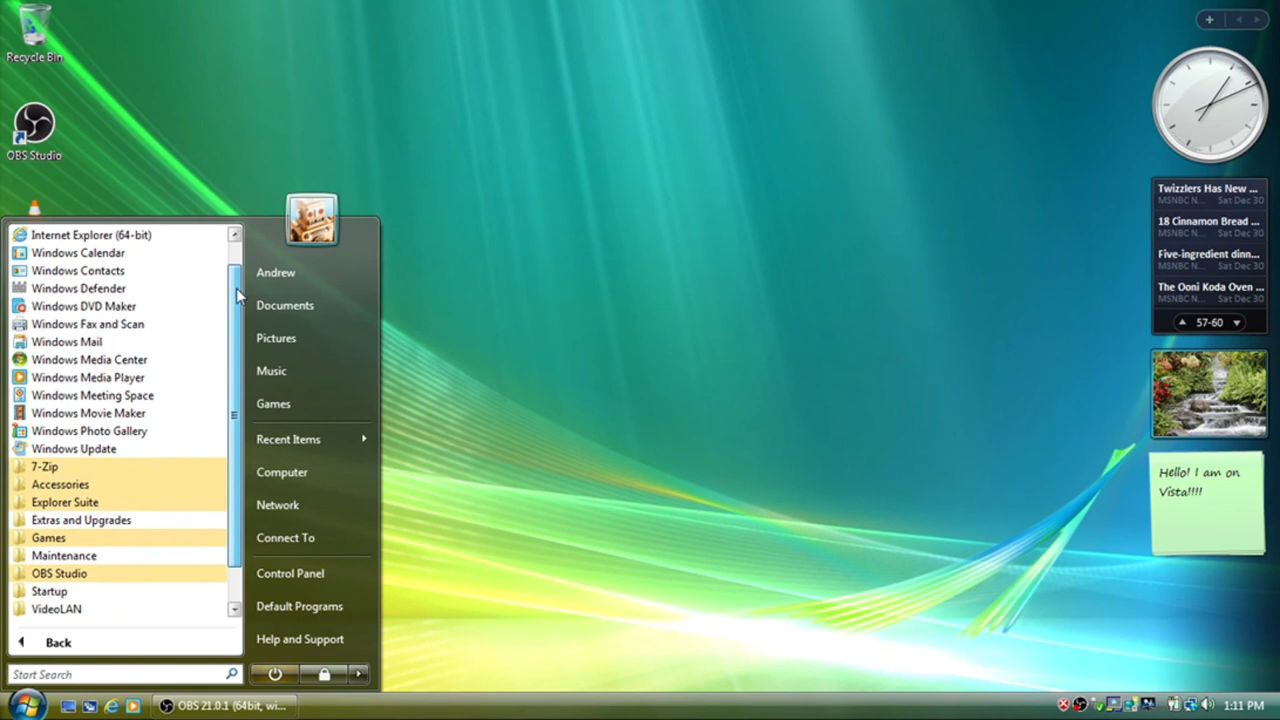 Recycle Bin
OBS Studio
Internet Explorer (64-bit)
Windows Calendar
Windows Contacts
Windows Defender
Windows DVD Maker
Windows Fax and Scan
Windows Mail
Windows Media Center
Windows Media Player
Windows Meeting Space
Windows Movie Maker
Windows Photo Gallery
Windows Update
7-Zip
Accessories
Explorer Suite
Extras and Upgrades
Games
Maintenance
OBS Studio
Startup
VideoLAN
Back
Start Search
Andrew
Documents
Pictures
Music
Games
Recent Items
Computer
Network
Connect To
Control Panel
Default Programs
Help and Support
Twizzlers Has New ...
MSNBC N... Sat Dec 30
18 Cinnamon Bread ...
MSNBC N... Sat Dec 30
Five-ingredient dinn...
MSNBC N... Sat Dec 30
The Ooni Koda Oven ...
MSNBC N... Sat Dec 30
57-60
Hello! I am on
Vista!!!!
OBS 21.0.1 (64bit, wi...
1:11 PM